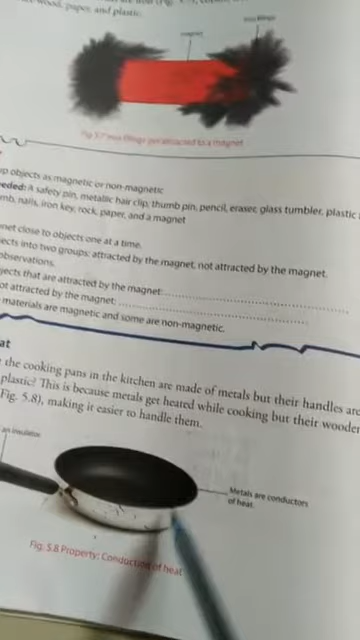 wood, paper, and plastic.
magnet
iron filings
Fig. 5.7 Iron filings get attracted to a magnet
up objects as magnetic or non-magnetic
eded: A safety pin, metallic hair clip, thumb pin, pencil, eraser, glass tumbler, plastic
mb, nails, iron key, rock, paper, and a magnet
net close to objects one at a time.
jects into two groups: attracted by the magnet, not attracted by the magnet.
observations.
jects that are attracted by the magnet:
ot attracted by the magnet:
materials are magnetic and some are non-magnetic.
at
the cooking pans in the kitchen are made of metals but their handles are
plastic? This is because metals get heated while cooking but their wooden
Fig. 5.8), making it easier to handle them.
an insulator
Metals are conductors
of heat
Fig. 5.8 Property: Conduction of heat